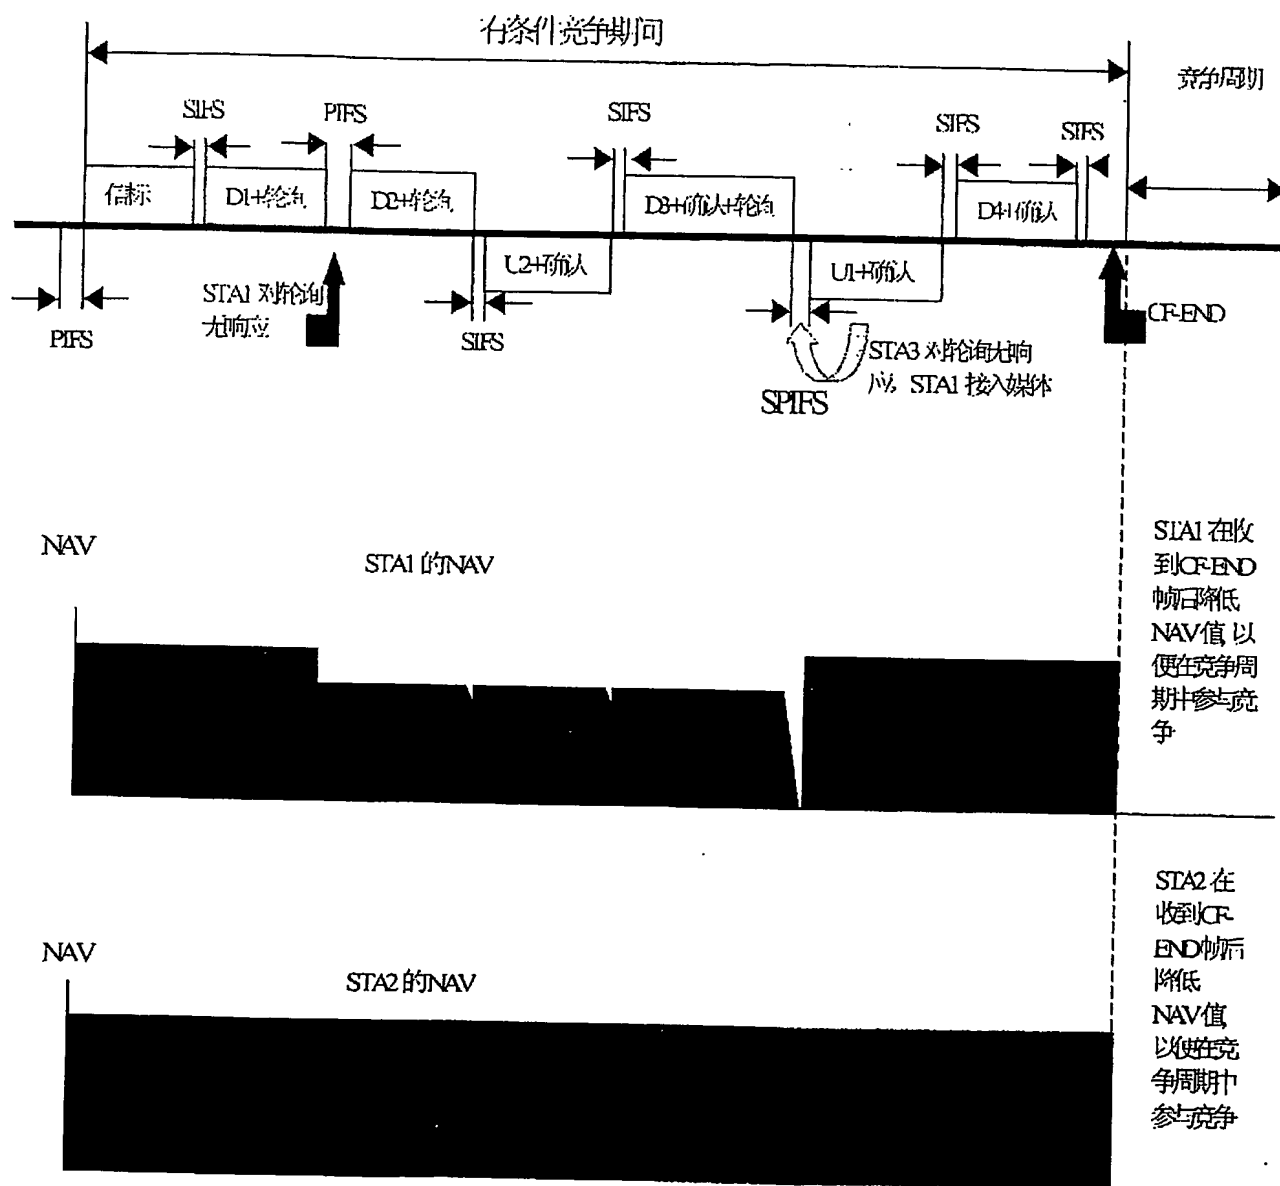 有条件竞争期间
竞争周期
SIFS
PIFS
SIFS
SIFS
SIFS
信标
D1+轮询
D2+轮询
D3+确认+轮询
D4+确认
U2+确认
U1+确认
PIFS
STA1 对轮询
无响应
SIFS
SPIFS
STA3 对轮询无响
应, STA1 接入媒体
CF-END
NAV
STA1 的NAV
STA1 在收
到CF-END
帧后降低
NAV值, 以
便在竞争周
期中参与竞
争
NAV
STA2 的NAV
STA2 在
收到CF-
END帧后
降低
NAV值,
以便在竞
争周期中
参与竞争